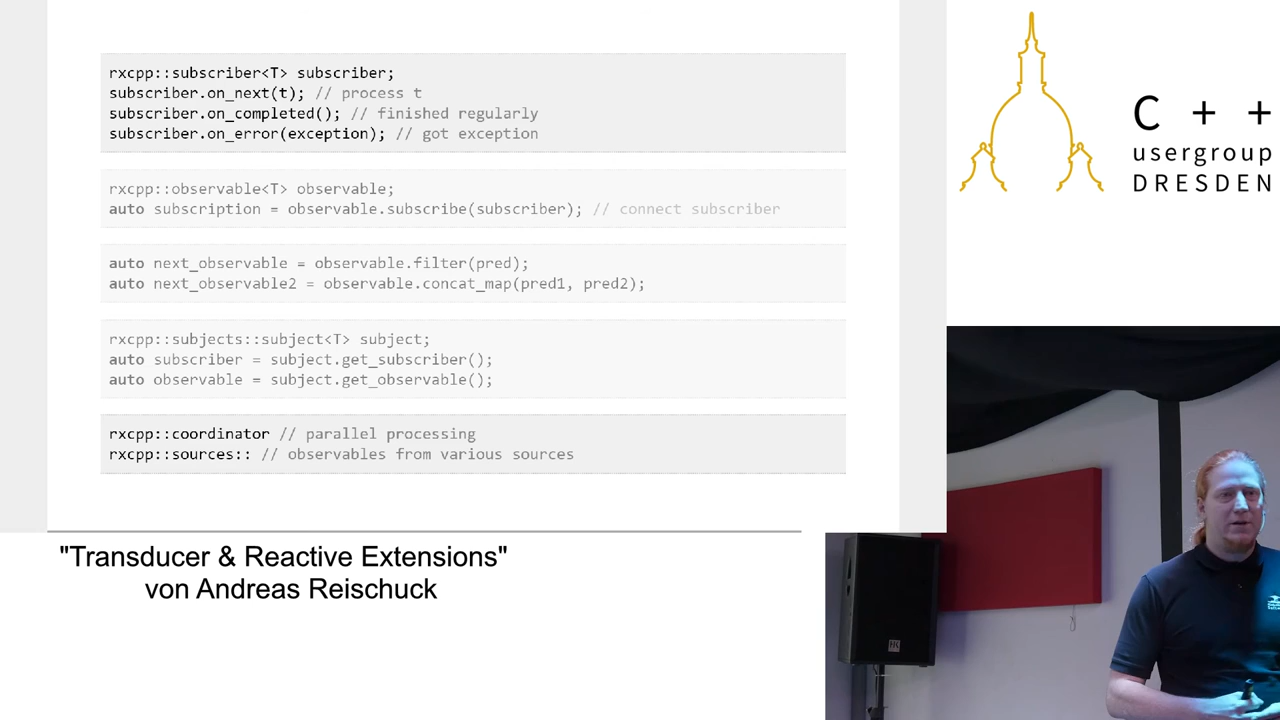 rxcpp::subscriber<T> subscriber;
subscriber.on_next(t); // process t
subscriber.on_completed(); // finished regularly
subscriber.on_error(exception); // got exception
rxcpp::observable<T> observable;
auto subscription = observable.subscribe(subscriber); // connect subscriber
auto next_observable = observable.filter(pred);
auto next_observable2 = observable.concat_map(pred1, pred2);
rxcpp::subjects::subject<T> subject;
auto subscriber = subject.get_subscriber();
auto observable = subject.get_observable();
rxcpp::coordinator // parallel processing
rxcpp::sources:: // observables from various sources
C + +
usergroup
DRESDEN
"Transducer & Reactive Extensions"
von Andreas Reischuck